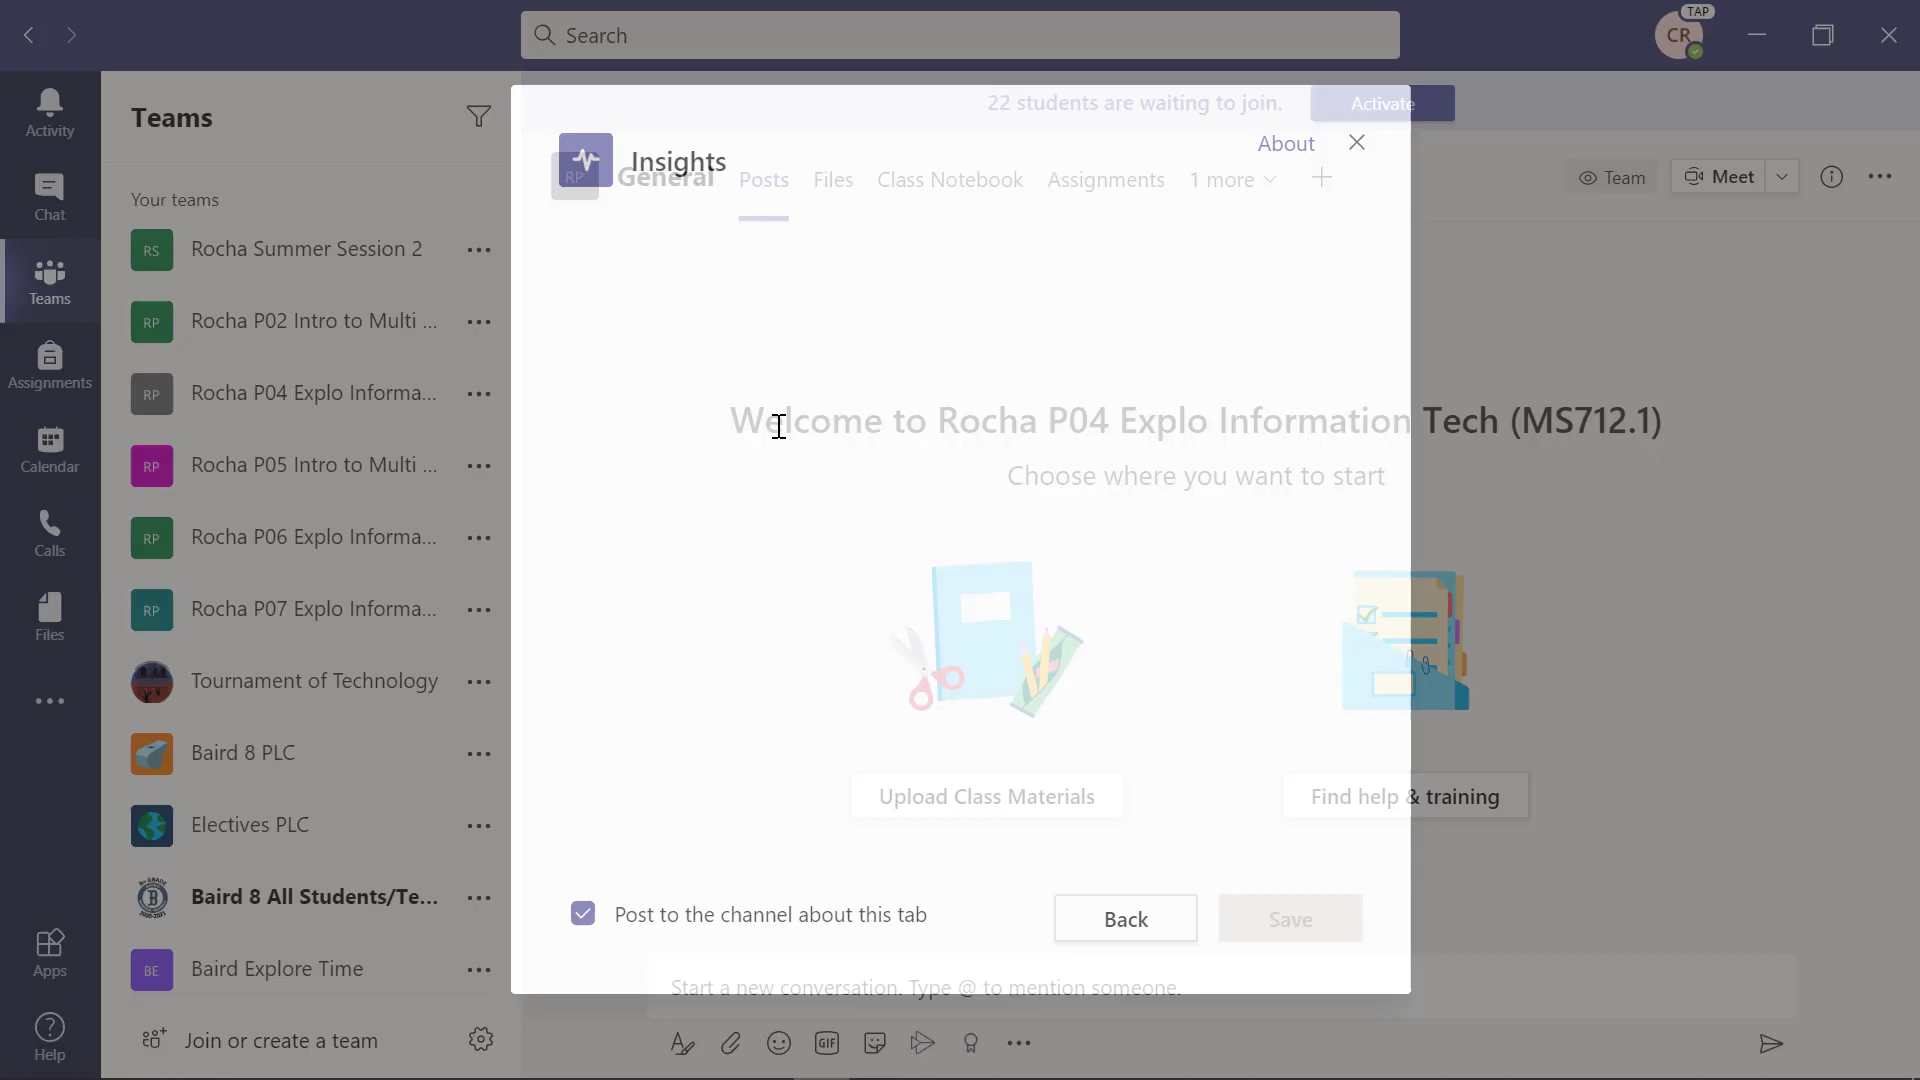 Search
TAP
CR
Activity
Chat
Teams
Assignments
Calendar
Calls
Files
Apps
Help
Teams
Your teams
RS Rocha Summer Session 2
RP Rocha P02 Intro to Multi ...
RP Rocha P04 Explo Informa...
RP Rocha P05 Intro to Multi ...
RP Rocha P06 Explo Informa...
RP Rocha P07 Explo Informa...
Tournament of Technology
Baird 8 PLC
Electives PLC
Baird 8 All Students/Te...
BE Baird Explore Time
Join or create a team
22 students are waiting to join.
Activate
Insights
About
RP General
Posts
Files
Class Notebook
Assignments
1 more
Team
Meet
Welcome to Rocha P04 Explo Information Tech (MS712.1)
Choose where you want to start
Upload Class Materials
Find help & training
Post to the channel about this tab
Back
Save
Start a new conversation. Type @ to mention someone.
GIF